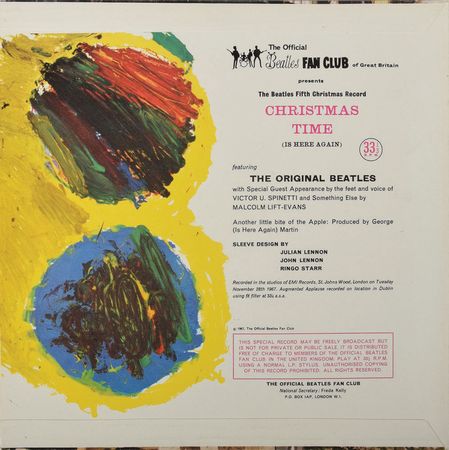 The Official
Beatles FAN CLUB of Great Britain
presents
The Beatles Fifth Christmas Record
CHRISTMAS
TIME
(IS HERE AGAIN)
33⅓
RPM
featuring
THE ORIGINAL BEATLES
with Special Guest Appearance by the feet and voice of
VICTOR U. SPINETTI and Something Else by
MALCOLM LIFT-EVANS
Another little bite of the Apple: Produced by George
(Is Here Again) Martin
SLEEVE DESIGN BY
JULIAN LENNON
JOHN LENNON
RINGO STARR
Recorded in the studios of EMI Records, St. Johns Wood, London on Tuesday
November 28th 1967. Augmented Applause recorded on location in Dublin
using fit filter at
© 1967, The Official Beatles Fan Club
THIS SPECIAL RECORD MAY BE FREELY BROADCAST BUT
IS NOT FOR PRIVATE OR PUBLIC SALE. IT IS DISTRIBUTED
FREE OF CHARGE TO MEMBERS OF THE OFFICIAL BEATLES
FAN CLUB IN THE UNITED KINGDOM. PLAY AT 33⅓ R.P.M.
USING A NORMAL L.P. STYLUS. UNAUTHORISED COPYING
OF THIS RECORD PROHIBITED. ALL RIGHTS RESERVED.
THE OFFICIAL BEATLES FAN CLUB
National Secretary: Freda Kelly
P.O. BOX 1AP, LONDON W.1.